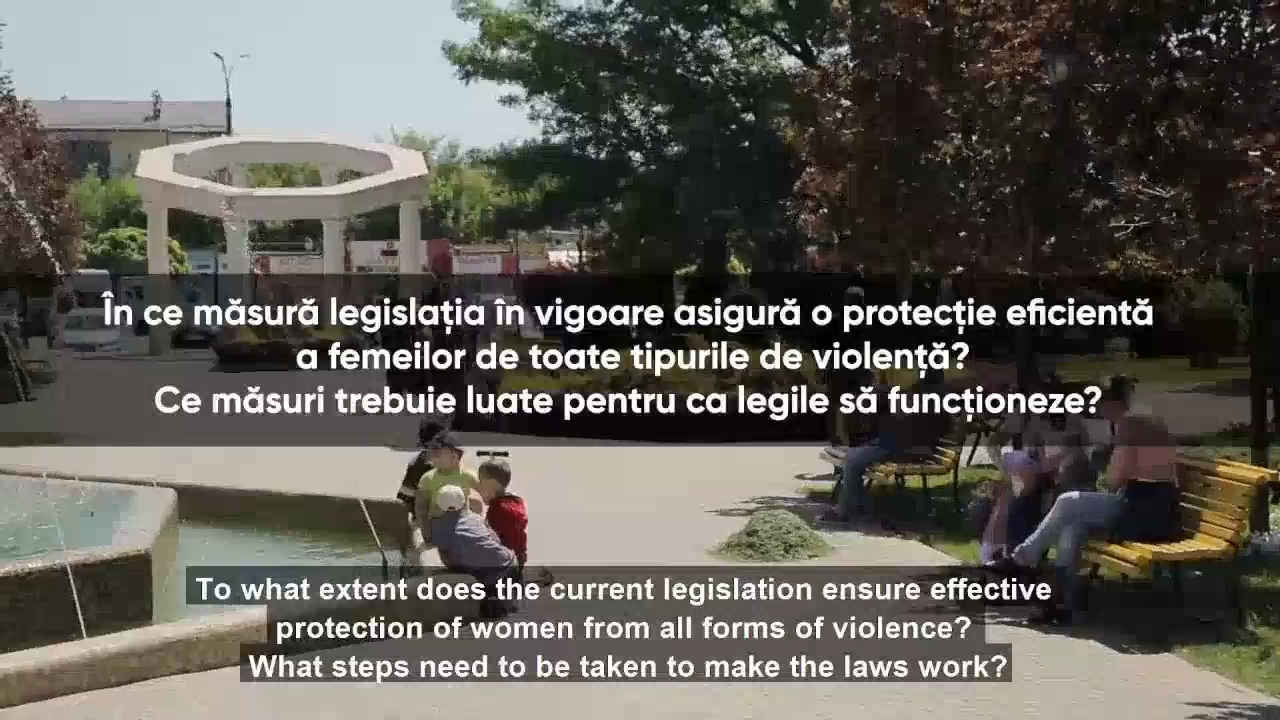 În ce măsură legislația în vigoare asigură o protecție eficientă
a femeilor de toate tipurile de violență?
Ce măsuri trebuie luate pentru ca legile să funcționeze?
To what extent does the current legislation ensure effective
protection of women from all forms of violence?
What steps need to be taken to make the laws work?